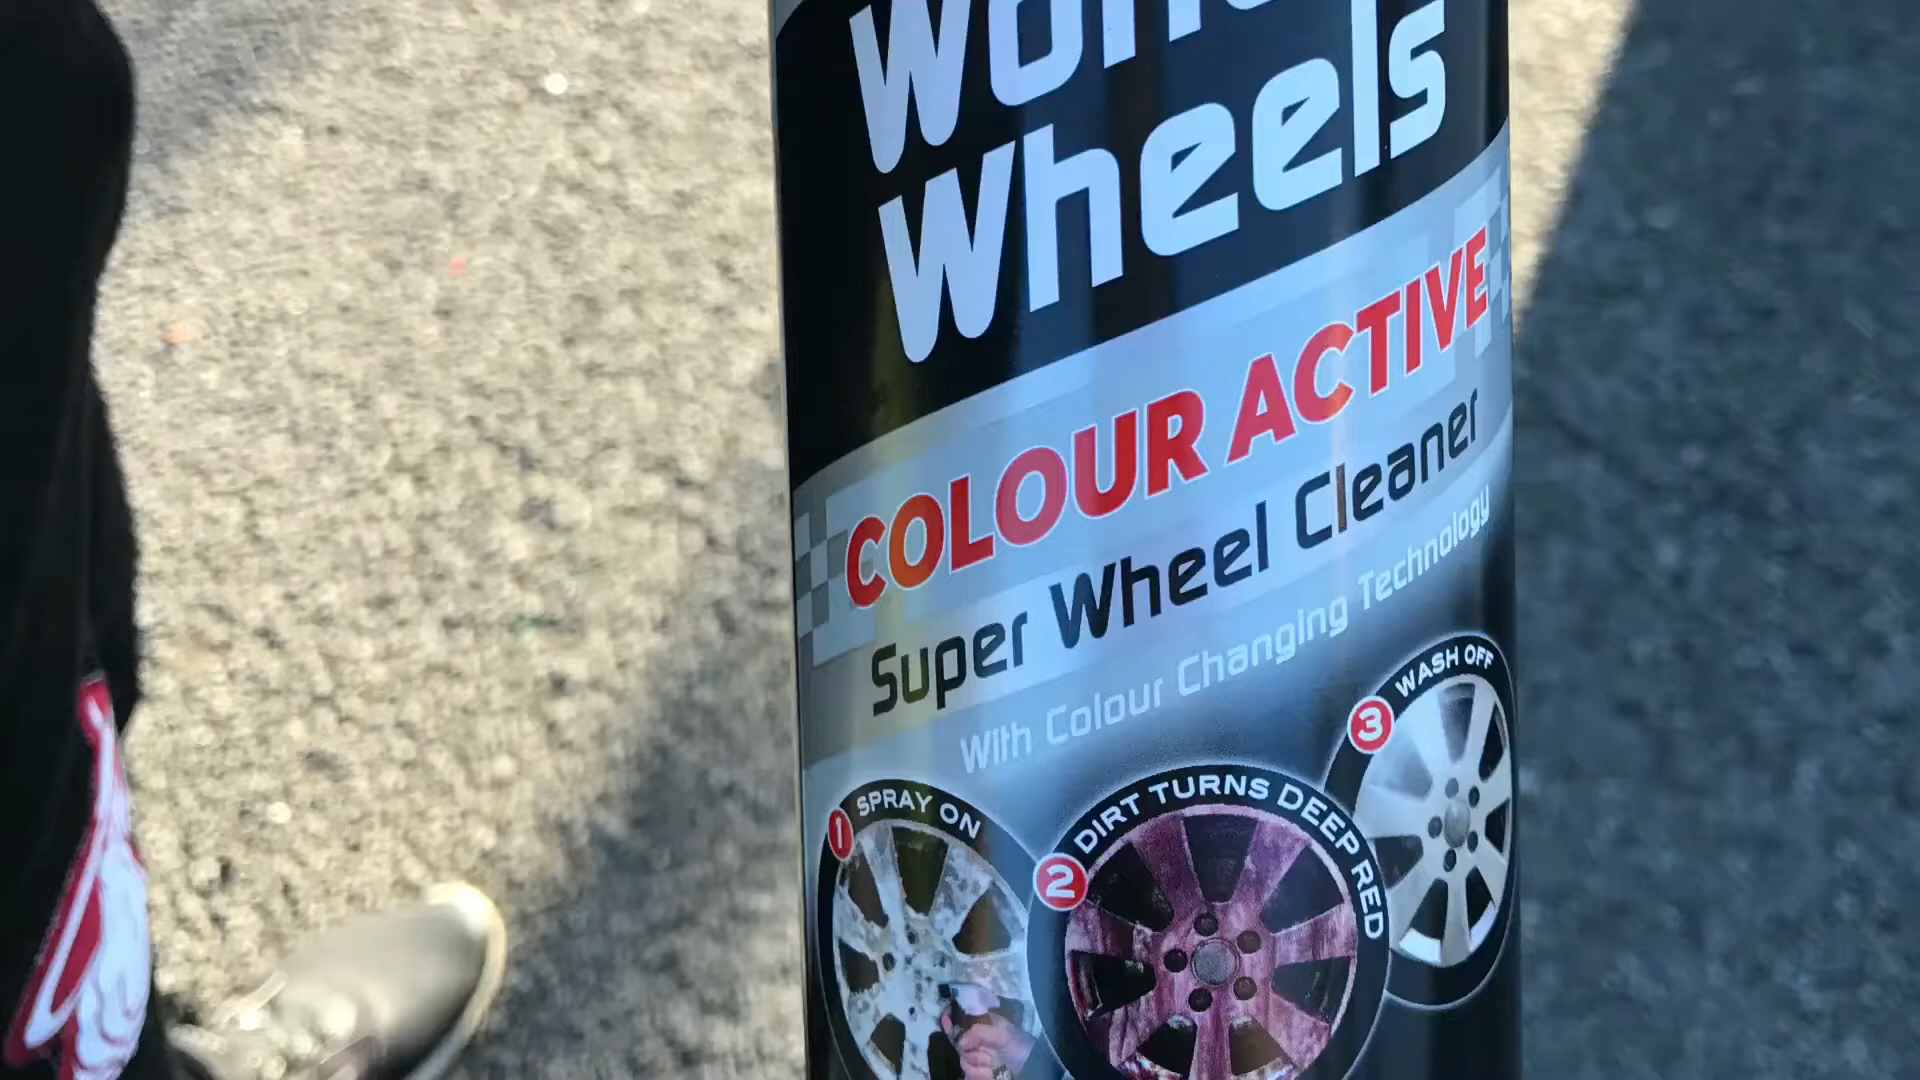 Wheels
COLOUR ACTIVE
Super Wheel Cleaner
With Colour Changing Technology
1 SPRAY ON
2 DIRT TURNS DEEP RED
3 WASH OFF